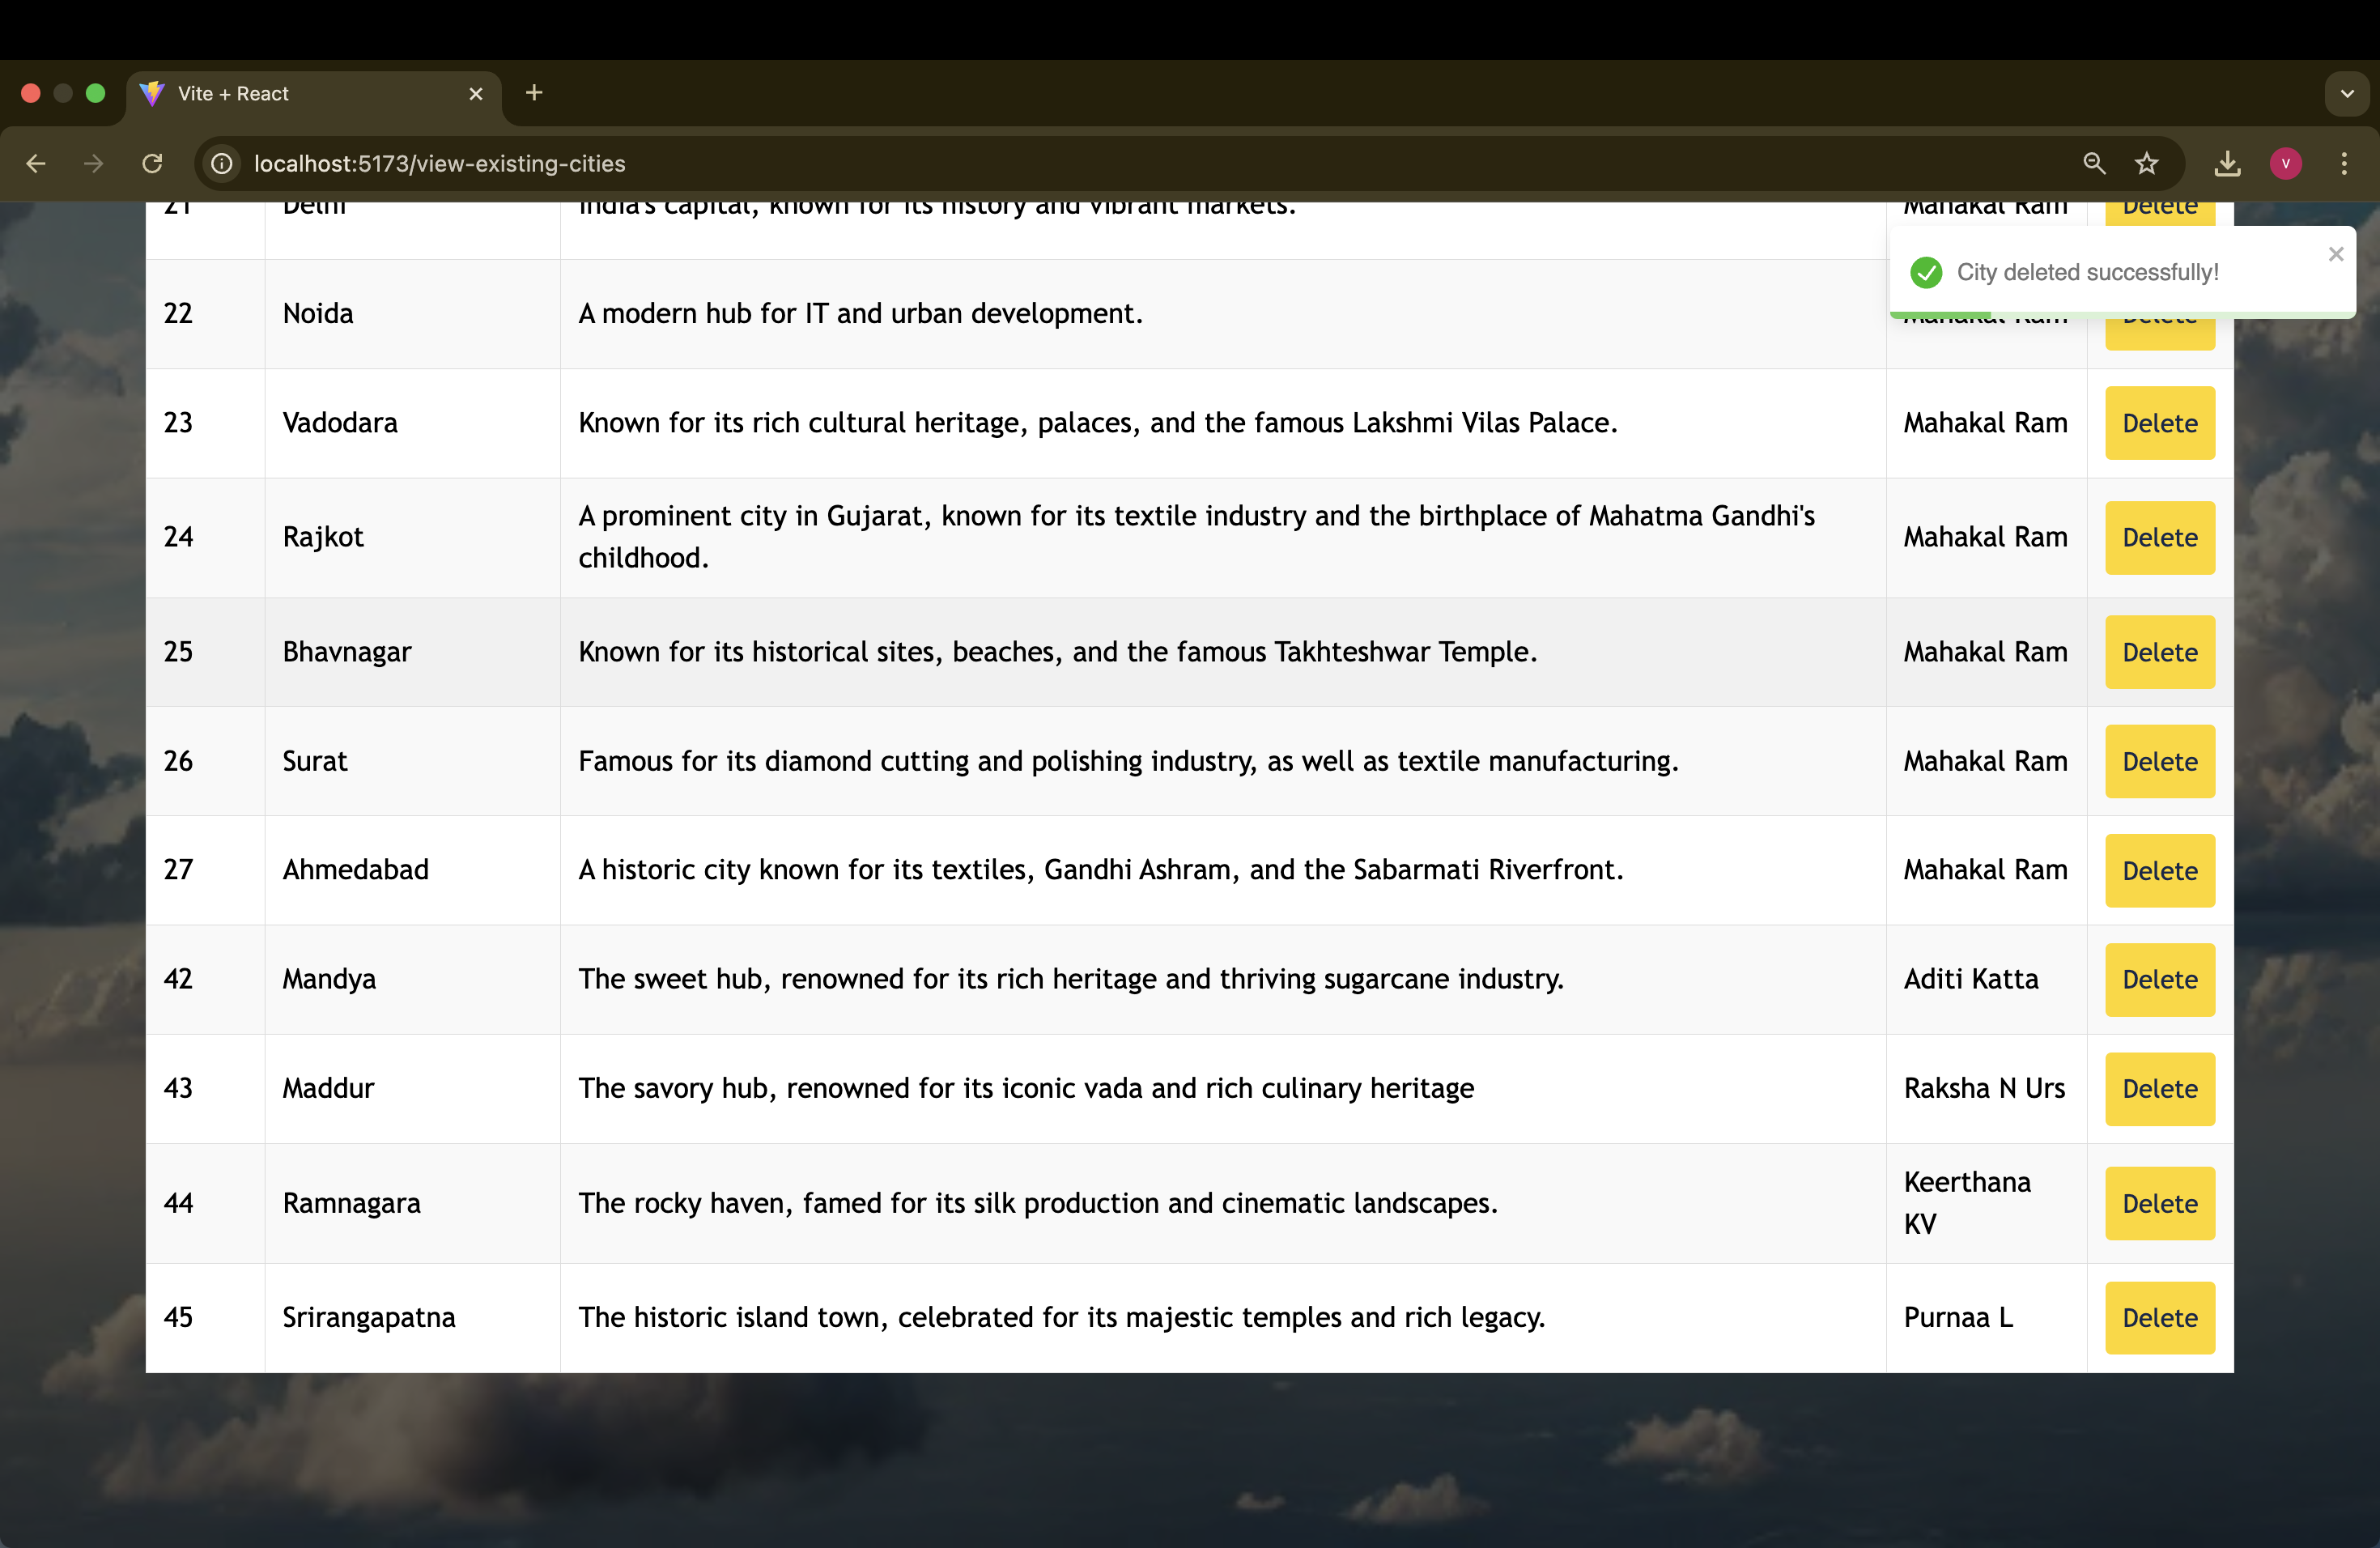 Vite + React
localhost:5173/view-existing-cities
V
21 Delhi India's capital, known for its history and vibrant markets. Mahakal Ram Delete
City deleted successfully!
22 Noida A modern hub for IT and urban development. Mahakal Ram Delete
23 Vadodara Known for its rich cultural heritage, palaces, and the famous Lakshmi Vilas Palace. Mahakal Ram Delete
24 Rajkot A prominent city in Gujarat, known for its textile industry and the birthplace of Mahatma Gandhi's
childhood. Mahakal Ram Delete
25 Bhavnagar Known for its historical sites, beaches, and the famous Takhteshwar Temple. Mahakal Ram Delete
26 Surat Famous for its diamond cutting and polishing industry, as well as textile manufacturing. Mahakal Ram Delete
27 Ahmedabad A historic city known for its textiles, Gandhi Ashram, and the Sabarmati Riverfront. Mahakal Ram Delete
42 Mandya The sweet hub, renowned for its rich heritage and thriving sugarcane industry. Aditi Katta Delete
43 Maddur The savory hub, renowned for its iconic vada and rich culinary heritage Raksha N Urs Delete
44 Ramnagara The rocky haven, famed for its silk production and cinematic landscapes. Keerthana
KV Delete
45 Srirangapatna The historic island town, celebrated for its majestic temples and rich legacy. Purnaa L Delete